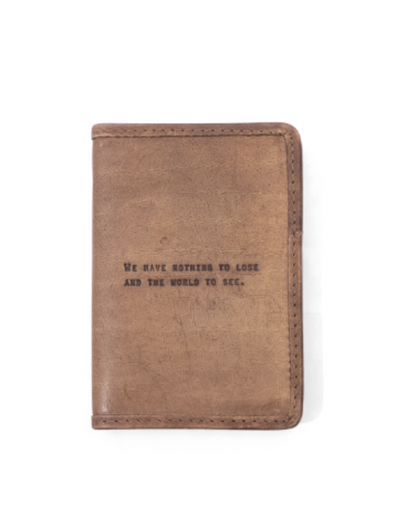 We have nothing to lose
and the world to see.